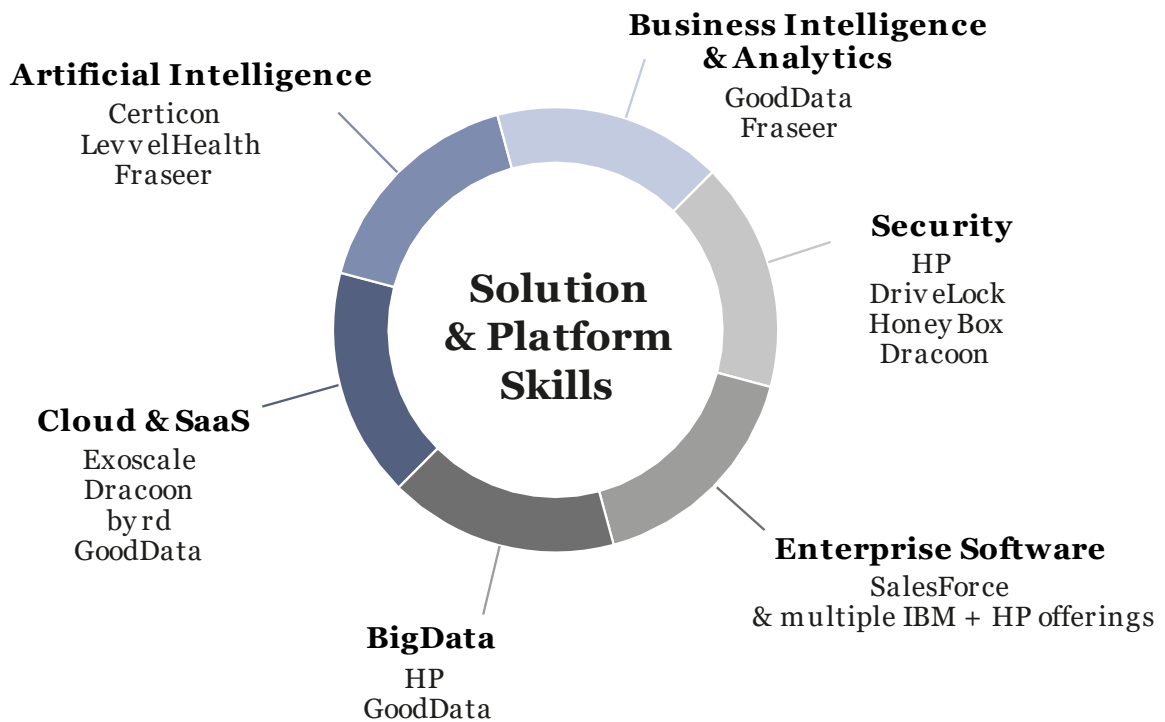 Business Intelligence
& Analytics
GoodData
Fraseer
Artificial Intelligence
Certicon
LevvelHealth
Fraseer
Security
HP
DriveLock
HoneyBox
Dracoon
Solution
& Platform
Skills
Cloud & SaaS
Exoscale
Dracoon
byrd
GoodData
Enterprise Software
SalesForce
& multiple IBM + HP offerings
BigData
HP
GoodData